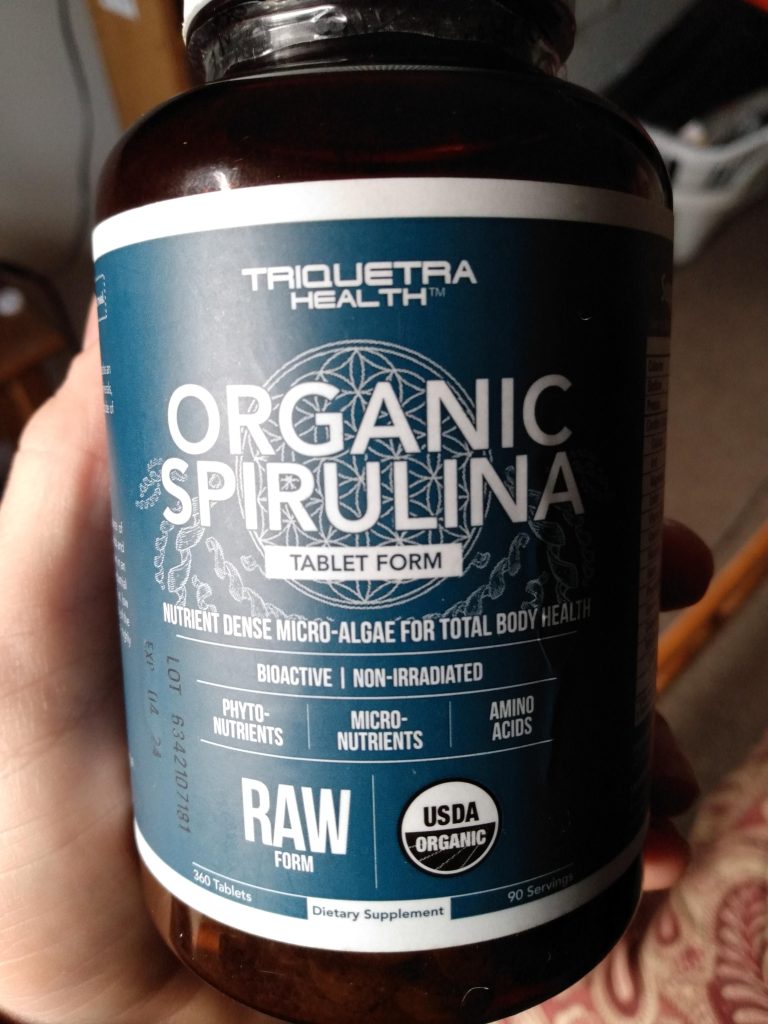 TRIQUETRA
HEALTH™
ORGANIC
SPIRULINA
TABLET FORM
NUTRIENT DENSE MICRO-ALGAE FOR TOTAL BODY HEALTH
BIOACTIVE | NON-IRRADIATED
PHYTO-
NUTRIENTS
MICRO-
NUTRIENTS
AMINO
ACIDS
RAW
FORM
USDA
ORGANIC
360 Tablets
Dietary Supplement
90 Servings
LOT 6342107181
EXP 04 24